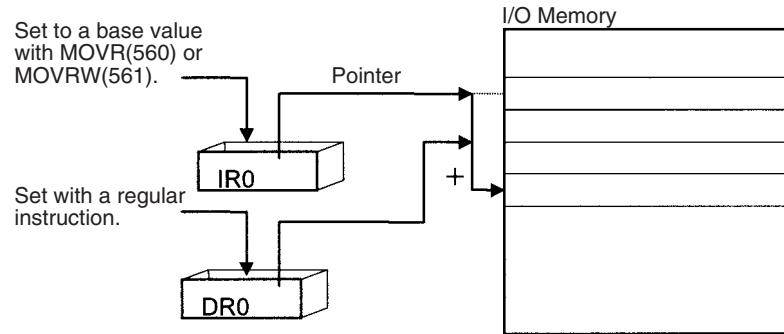 I/O Memory
Set to a base value
with MOVR(560) or
MOVRW(561).
Pointer
IR0
Set with a regular
instruction.
+
DR0